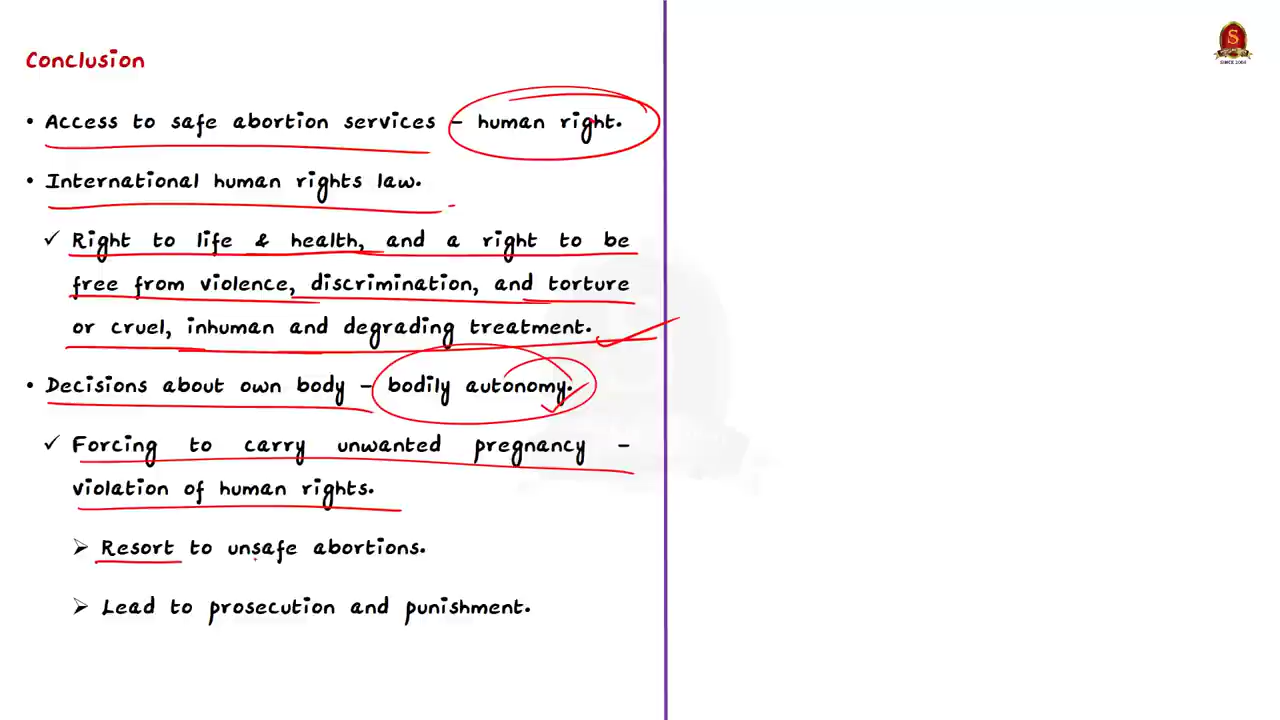 Conclusion
• Access to safe abortion services - human right.
• International human rights law.
✓ Right to life & health, and a right to be
free from violence, discrimination, and torture
or cruel, inhuman and degrading treatment.
• Decisions about own body - bodily autonomy.
✓ Forcing to carry unwanted pregnancy -
violation of human rights.
➢ Resort to unsafe abortions.
➢ Lead to prosecution and punishment.
S
SINCE 2004